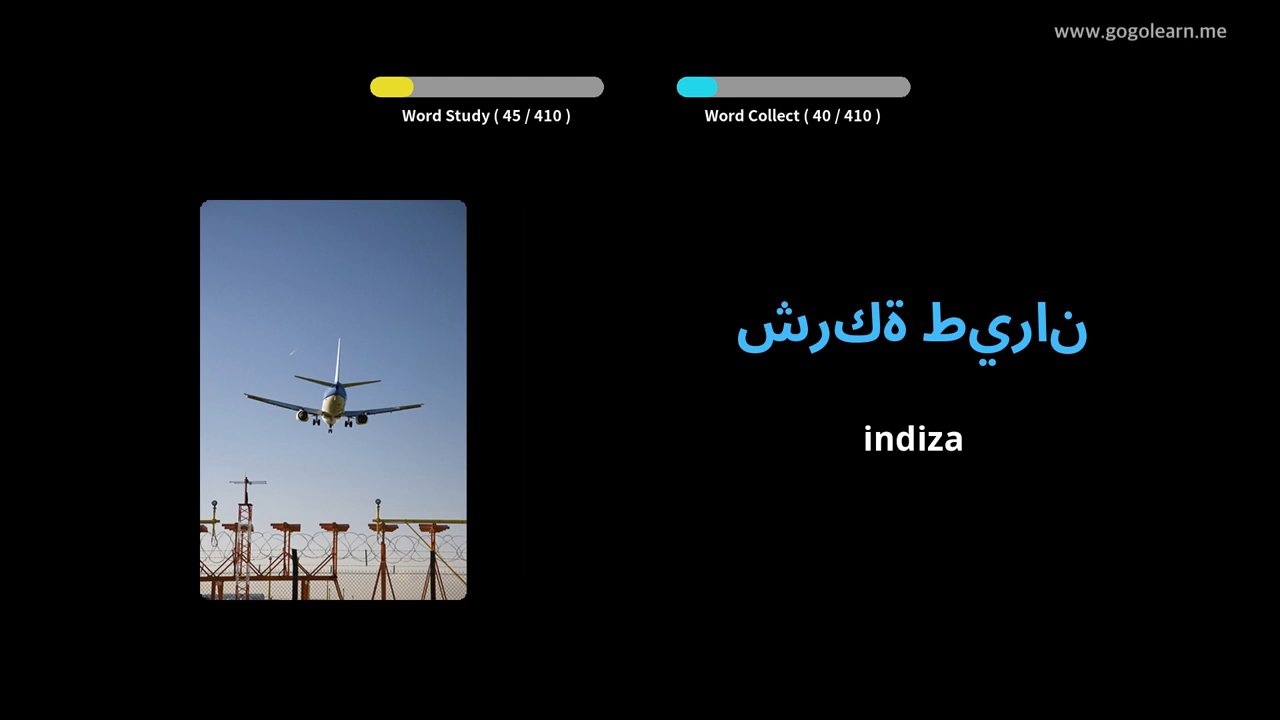 www.gogolearn.me
Word Study ( 45 / 410 )
Word Collect ( 40 / 410 )
شركة طيران
indiza